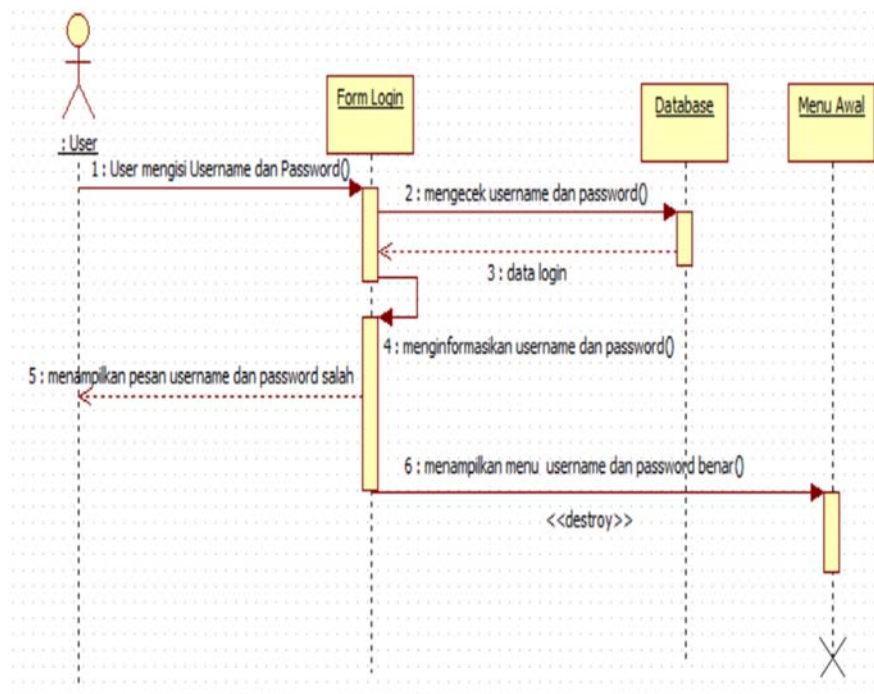 Form Login
Database
Menu Awal
: User
1 : User mengisi Username dan Password()
2 : mengecek username dan password()
3 : data login
4 : menginformasikan username dan password()
5 : menampilkan pesan username dan password salah
6 : menampilkan menu  username dan password benar()
<<destroy>>